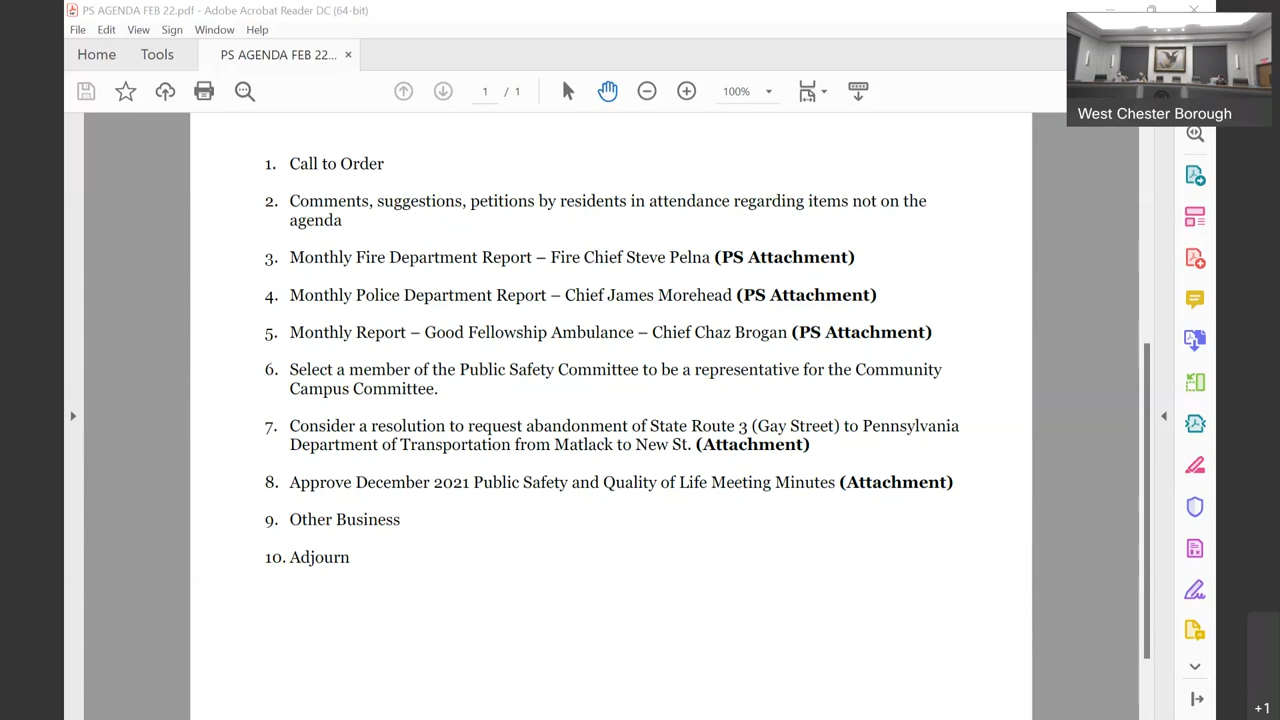 PS AGENDA FEB 22.pdf - Adobe Acrobat Reader DC (64-bit)
File Edit View Sign Window Help
Home Tools PS AGENDA FEB 22... ×
1 / 1 100%
West Chester Borough
1. Call to Order
2. Comments, suggestions, petitions by residents in attendance regarding items not on the
agenda
3. Monthly Fire Department Report – Fire Chief Steve Pelna (PS Attachment)
4. Monthly Police Department Report – Chief James Morehead (PS Attachment)
5. Monthly Report – Good Fellowship Ambulance – Chief Chaz Brogan (PS Attachment)
6. Select a member of the Public Safety Committee to be a representative for the Community
Campus Committee.
7. Consider a resolution to request abandonment of State Route 3 (Gay Street) to Pennsylvania
Department of Transportation from Matlack to New St. (Attachment)
8. Approve December 2021 Public Safety and Quality of Life Meeting Minutes (Attachment)
9. Other Business
10. Adjourn
+1